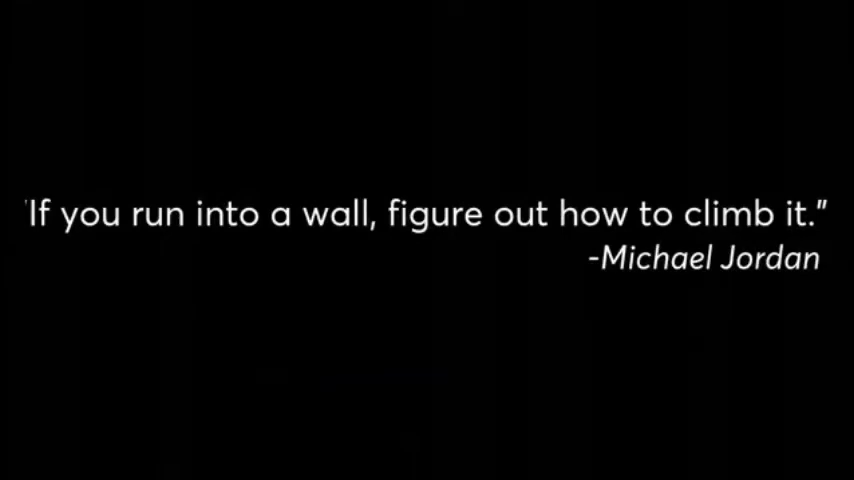 "If you run into a wall, figure out how to climb it."
-Michael Jordan